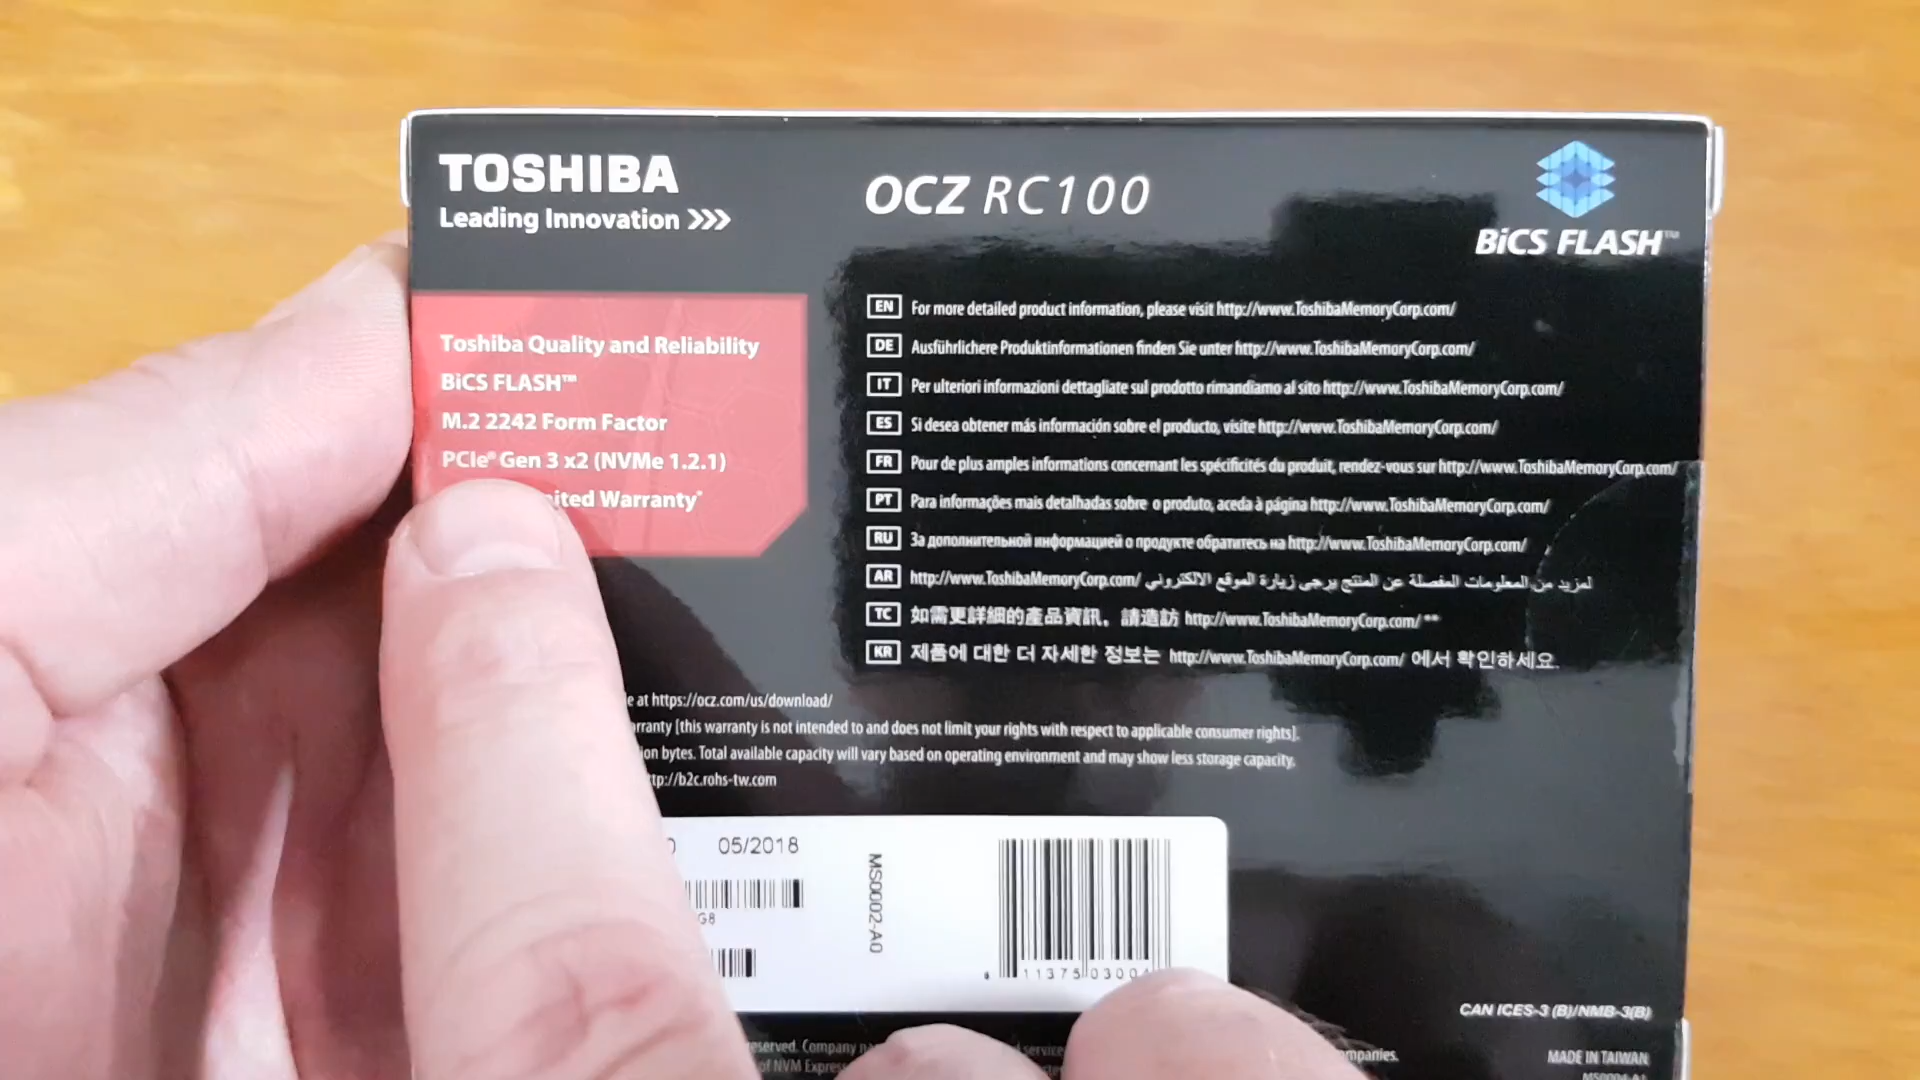 TOSHIBA
Leading Innovation >>>
OCZ RC100
BiCS FLASH™
Toshiba Quality and Reliability
BiCS FLASH™
M.2 2242 Form Factor
PCIe® Gen 3 x2 (NVMe 1.2.1)
Warranty*
EN For more detailed product information, please visit http://www.ToshibaMemoryCorp.com/
DE Ausführlichere Produktinformationen finden Sie unter http://www.ToshibaMemoryCorp.com/
IT Per ulteriori informazioni dettagliate sul prodotto rimandiamo al sito http://www.ToshibaMemoryCorp.com/
ES Si desea obtener más información sobre el producto, visite http://www.ToshibaMemoryCorp.com/
FR Pour de plus amples informations concernant les spécificités du produit, rendez-vous sur http://www.ToshibaMemoryCorp.com/
PT Para informações mais detalhadas sobre o produto, aceda à página http://www.ToshibaMemoryCorp.com/
RU За дополнительной информацией о продукте обратитесь на http://www.ToshibaMemoryCorp.com/
AR لمزيد من المعلومات المفصلة عن المنتج يرجى زيارة الموقع الالكتروني http://www.ToshibaMemoryCorp.com/
TC 如需更詳細的產品資訊，請造訪 http://www.ToshibaMemoryCorp.com/ **
KR 제품에 대한 더 자세한 정보는 http://www.ToshibaMemoryCorp.com/ 에서 확인하세요.
at https://ocz.com/us/download/
[this warranty is not intended to and does not limit your rights with respect to applicable consumer rights].
bytes. Total available capacity will vary based on operating environment and may show less storage capacity.
b2c.rohs-tw.com
05/2018
MS0002-A0
G8
11375 0300
CAN ICES-3 (B)/NMB-3(B)
reserved. Company
of NVM Express
MADE IN TAIWAN